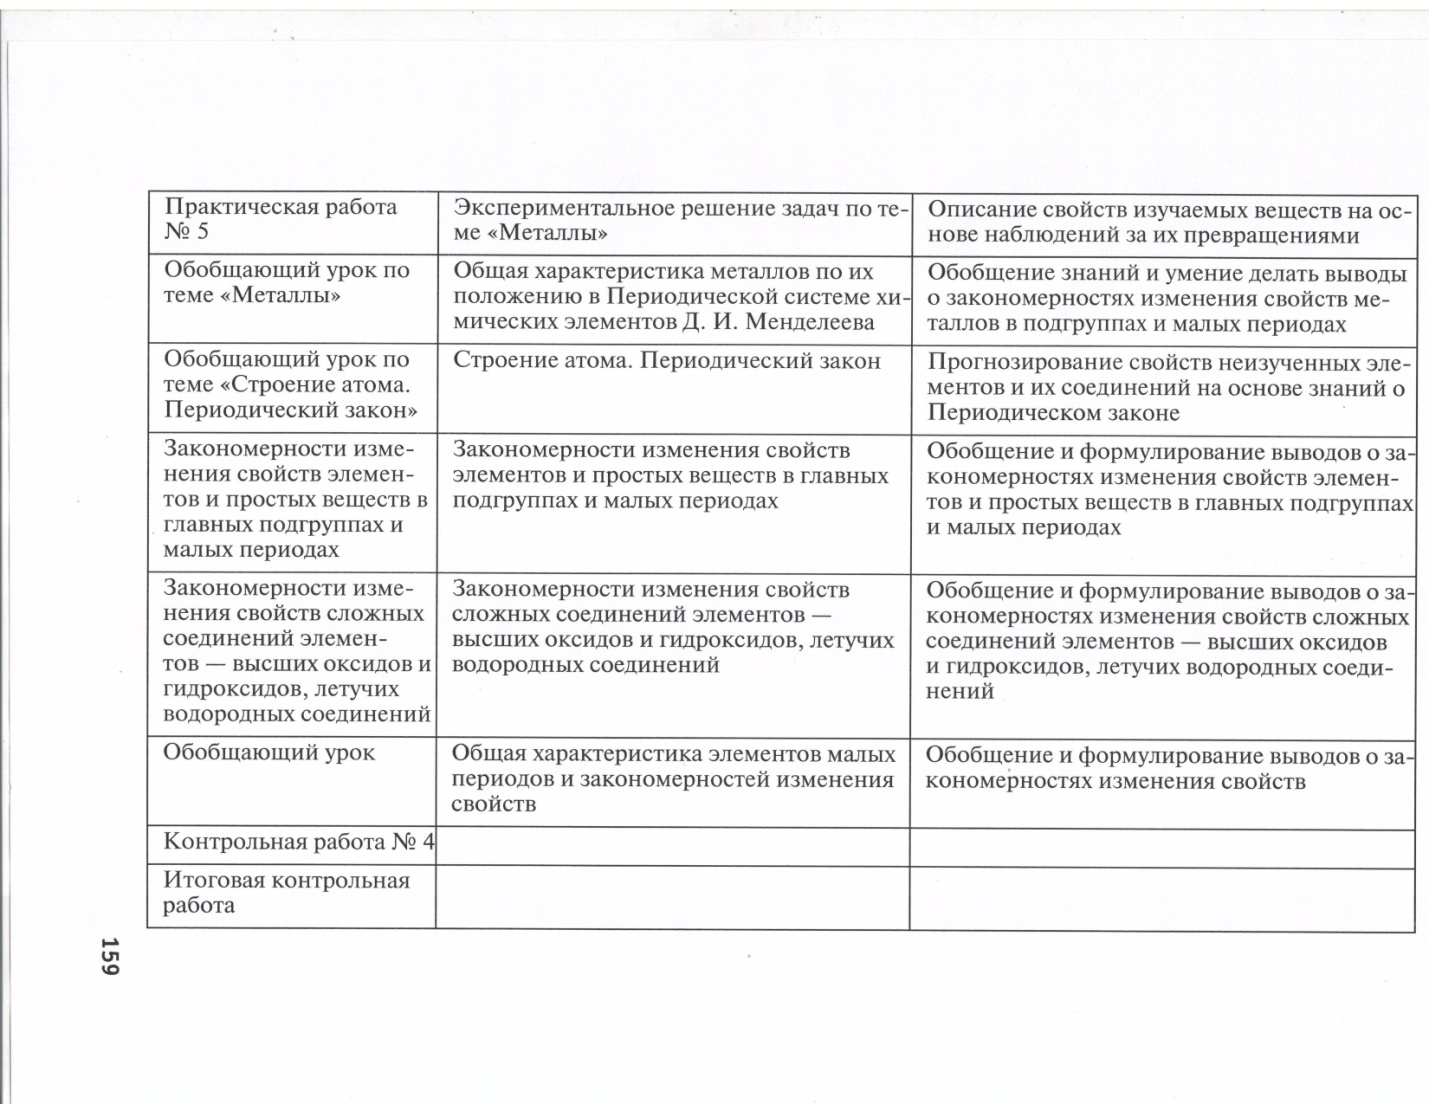 Практическая работа
№ 5
Экспериментальное решение задач по те-
ме «Металлы»
Описание свойств изучаемых веществ на ос-
нове наблюдений за их превращениями
Обобщающий урок по
теме «Металлы»
Общая характеристика металлов по их
положению в Периодической системе хи-
мических элементов Д. И. Менделеева
Обобщение знаний и умение делать выводы
о закономерностях изменения свойств ме-
таллов в подгруппах и малых периодах
Обобщающий урок по
теме «Строение атома.
Периодический закон»
Строение атома. Периодический закон
Прогнозирование свойств неизученных эле-
ментов и их соединений на основе знаний о
Периодическом законе
Закономерности изме-
нения свойств элемен-
тов и простых веществ в
главных подгруппах и
малых периодах
Закономерности изменения свойств
элементов и простых веществ в главных
подгруппах и малых периодах
Обобщение и формулирование выводов о за-
кономерностях изменения свойств элемен-
тов и простых веществ в главных подгруппах
и малых периодах
Закономерности изме-
нения свойств сложных
соединений элемен-
тов — высших оксидов и
гидроксидов, летучих
водородных соединений
Закономерности изменения свойств
сложных соединений элементов —
высших оксидов и гидроксидов, летучих
водородных соединений
Обобщение и формулирование выводов о за-
кономерностях изменения свойств сложных
соединений элементов — высших оксидов
и гидроксидов, летучих водородных соеди-
нений
Обобщающий урок
Общая характеристика элементов малых
периодов и закономерностей изменения
свойств
Обобщение и формулирование выводов о за-
кономерностях изменения свойств
Контрольная работа № 4
Итоговая контрольная
работа
159